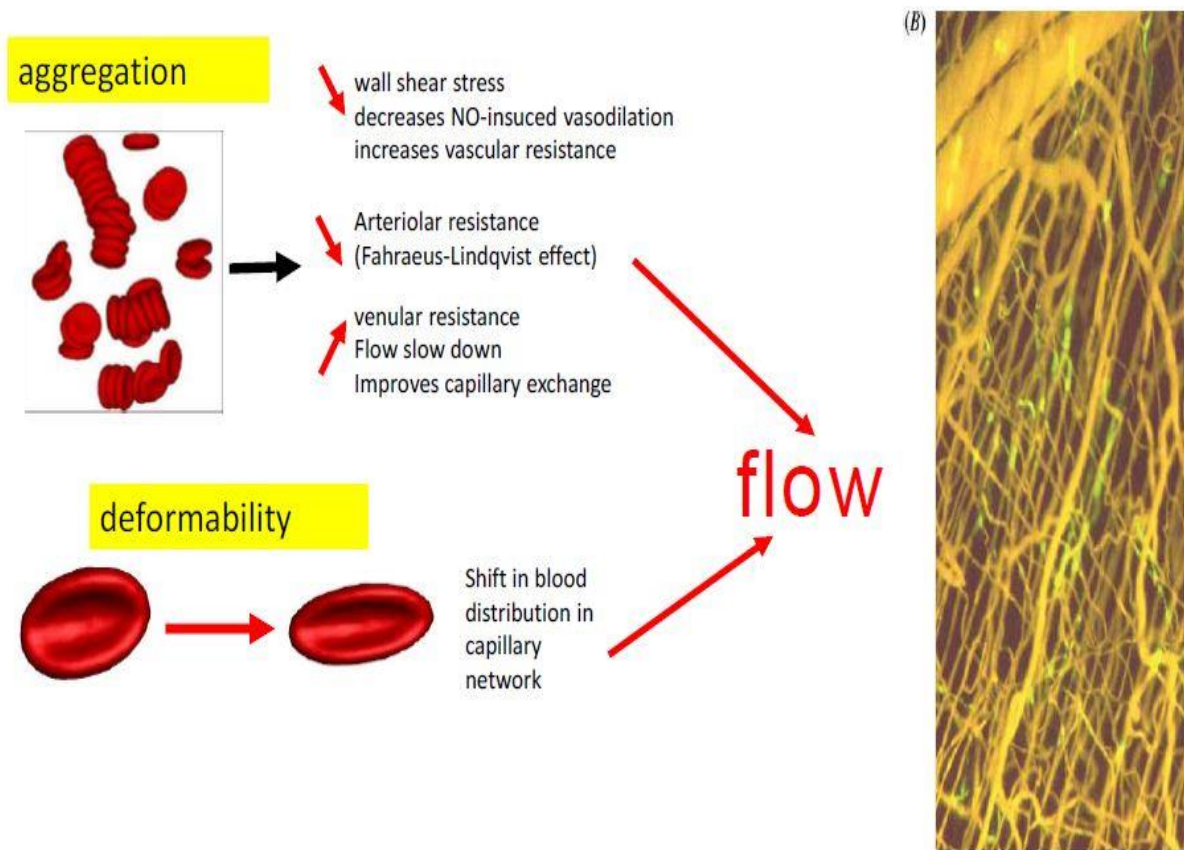 (B)
aggregation
wall shear stress
decreases NO-insuced vasodilation
increases vascular resistance
Arteriolar resistance
(Fahraeus-Lindqvist effect)
venular resistance
Flow slow down
Improves capillary exchange
flow
deformability
Shift in blood
distribution in
capillary
network